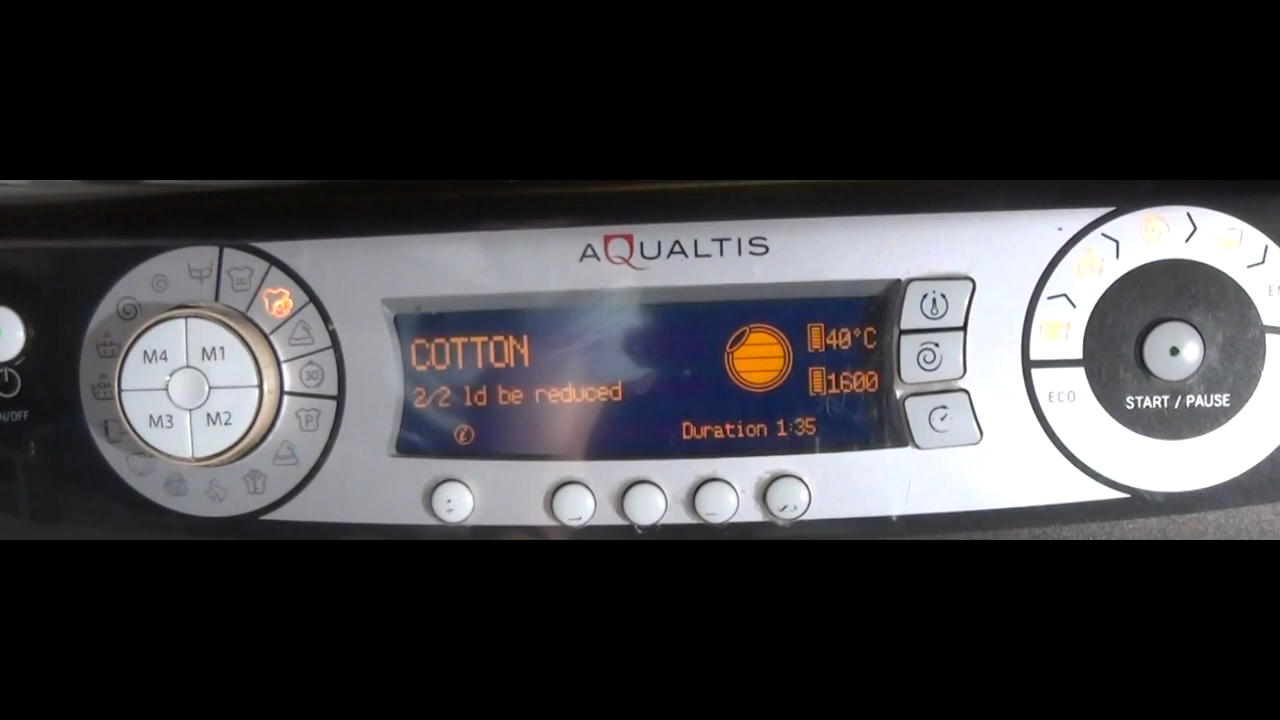 AQUALTIS
M4 M1
M3 M2
COTTON
2/2 ld be reduced
40°C
1600
Duration 1:35
30
P
ECO
START / PAUSE
N/OFF